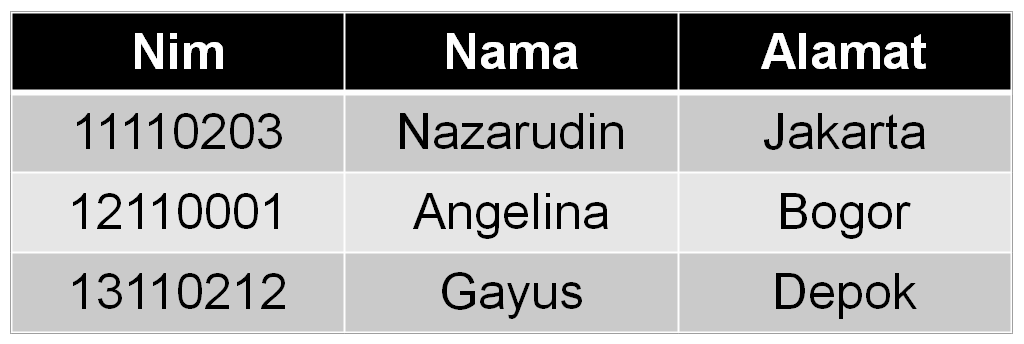 Nim Nama Alamat
11110203 Nazarudin Jakarta
12110001 Angelina Bogor
13110212 Gayus Depok